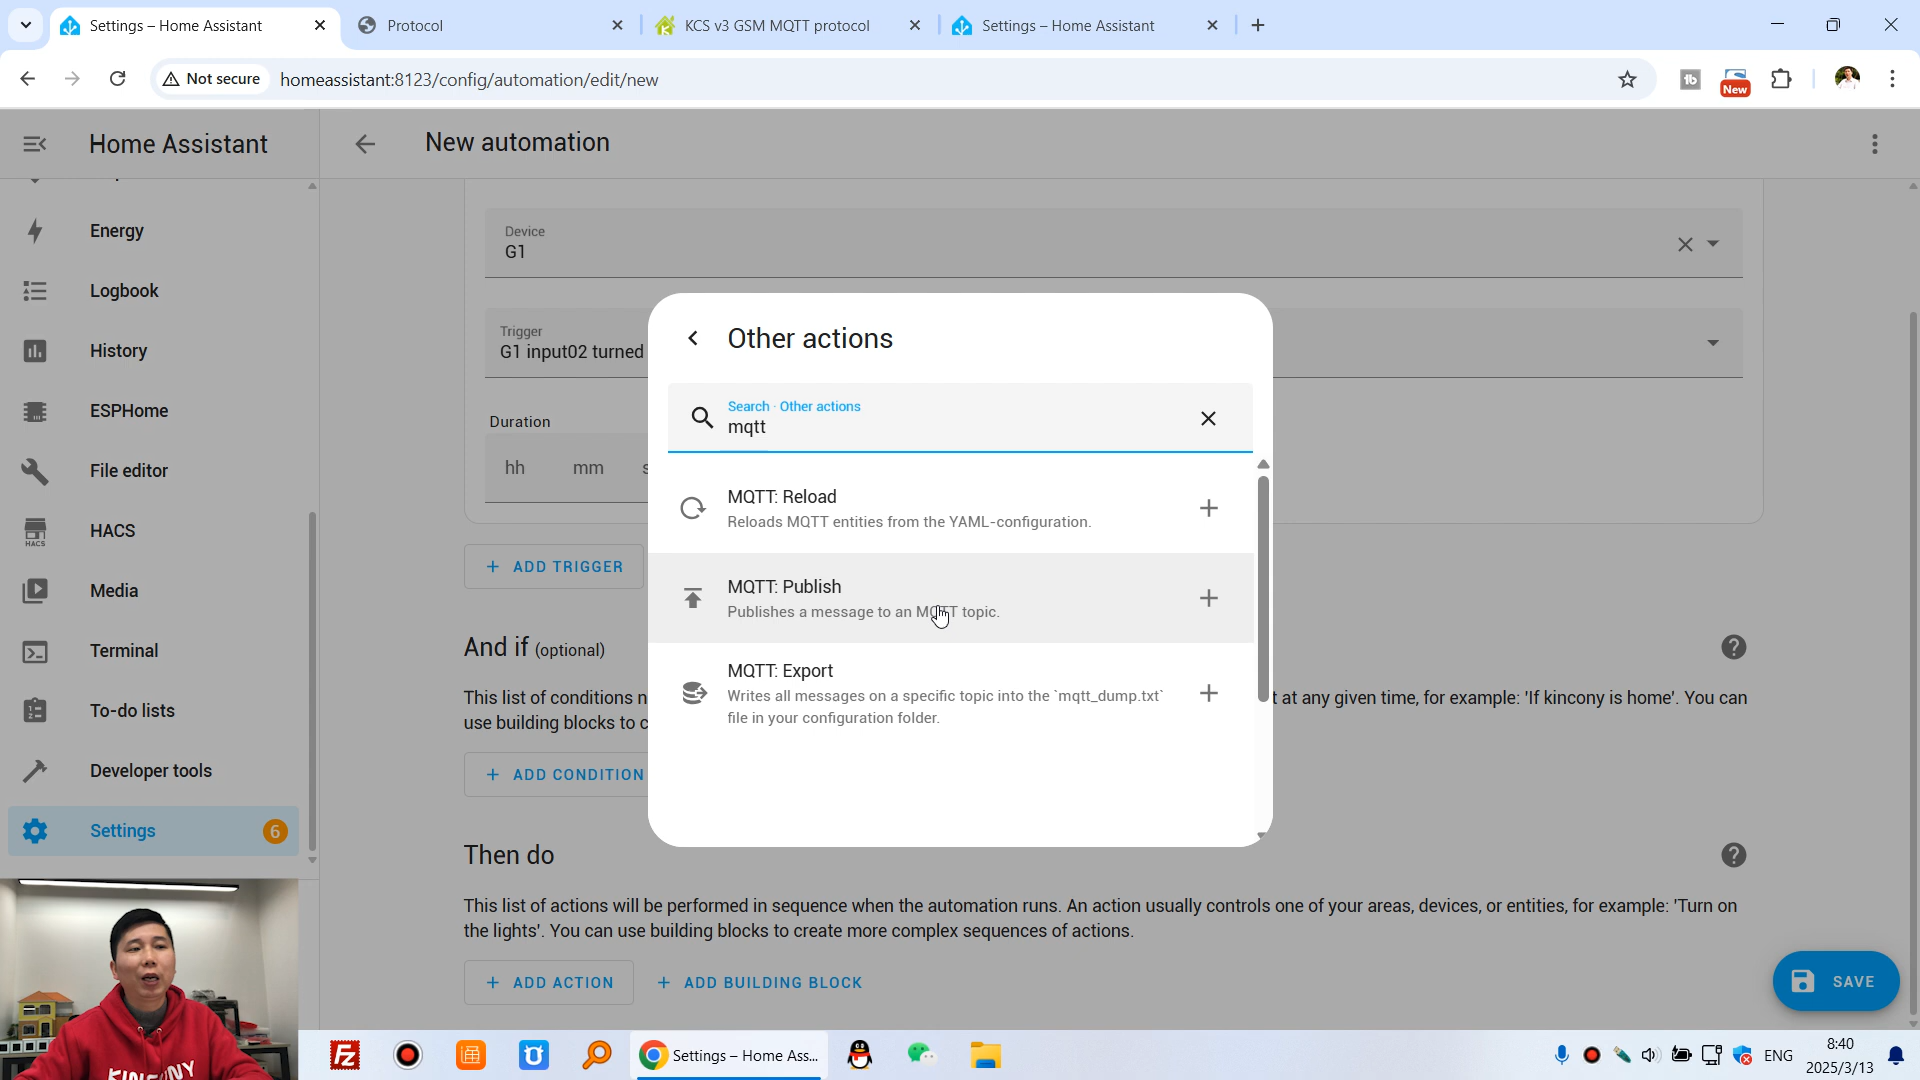 Settings – Home Assistant
Protocol
KCS v3 GSM MQTT protocol
Settings – Home Assistant
Not secure
homeassistant:8123/config/automation/edit/new
New
Home Assistant
New automation
Energy
Logbook
History
ESPHome
File editor
HACS
HACS
Media
Terminal
To-do lists
Developer tools
Settings
6
Device
G1
Trigger
G1 input02 turned
Duration
hh
mm
ADD TRIGGER
And if (optional)
This list of conditions n
t at any given time, for example: 'If kincony is home'. You can
use building blocks to c
ADD CONDITION
Then do
This list of actions will be performed in sequence when the automation runs. An action usually controls one of your areas, devices, or entities, for example: 'Turn on
the lights'. You can use building blocks to create more complex sequences of actions.
ADD ACTION
ADD BUILDING BLOCK
SAVE
Other actions
Search · Other actions
mqtt
MQTT: Reload
Reloads MQTT entities from the YAML-configuration.
MQTT: Publish
Publishes a message to an MQTT topic.
MQTT: Export
Writes all messages on a specific topic into the `mqtt_dump.txt`
file in your configuration folder.
Settings – Home Ass...
ENG
8:40
2025/3/13